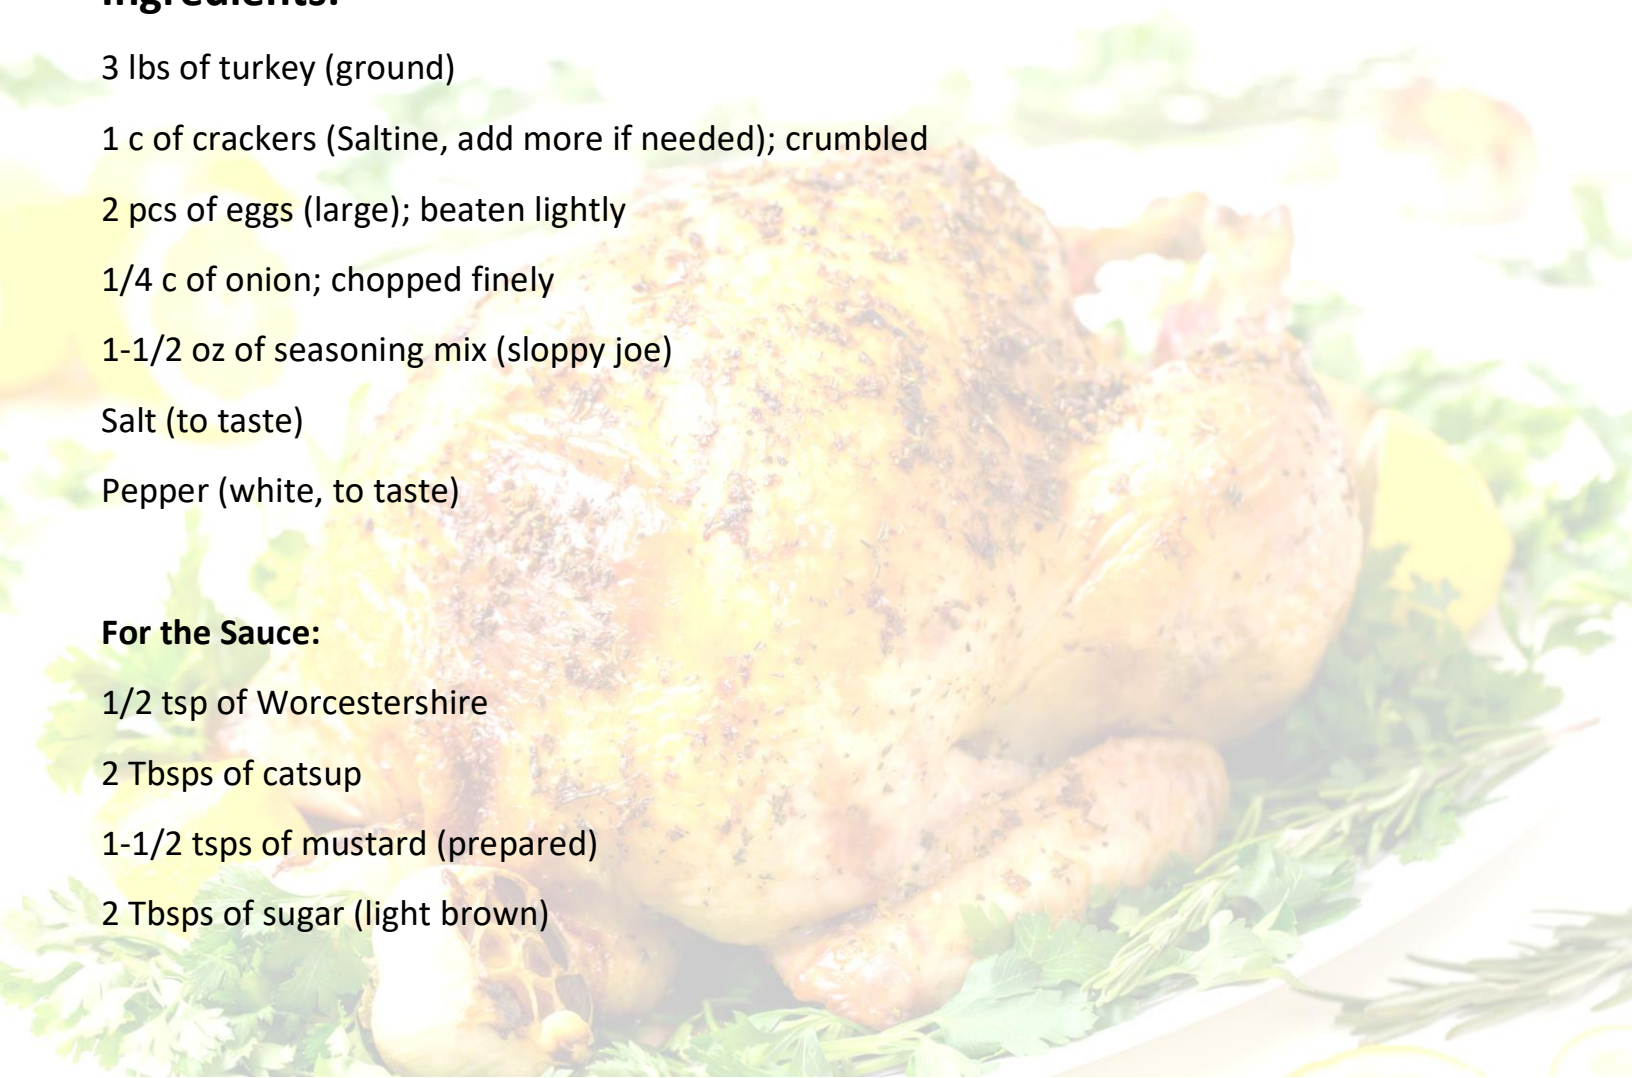 Ingredients:
3 lbs of turkey (ground)
1 c of crackers (Saltine, add more if needed); crumbled
2 pcs of eggs (large); beaten lightly
1/4 c of onion; chopped finely
1-1/2 oz of seasoning mix (sloppy joe)
Salt (to taste)
Pepper (white, to taste)
For the Sauce:
1/2 tsp of Worcestershire
2 Tbsps of catsup
1-1/2 tsps of mustard (prepared)
2 Tbsps of sugar (light brown)